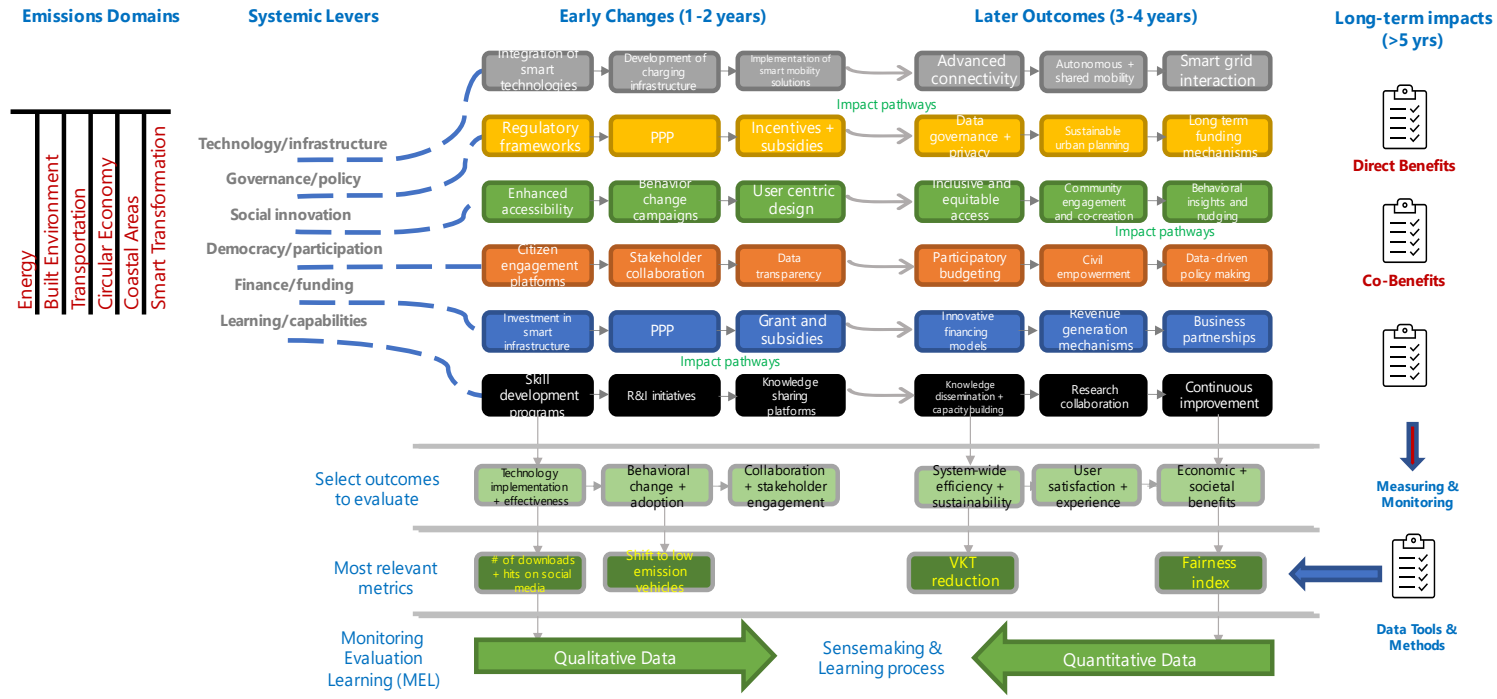 Emissions Domains
Systemic Levers
Early Changes (1-2 years)
Later Outcomes (3-4 years)
Long-term impacts
(>5 yrs)
Energy
Built Environment
Transportation
Circular Economy
Coastal Areas
Smart Transformation
Technology/infrastructure
Governance/policy
Social innovation
Democracy/participation
Finance/funding
Learning/capabilities
Integration of
smart
technologies
Development of
charging
infrastructure
Implementation of
smart mobility
solutions
Advanced
connectivity
Autonomous +
shared mobility
Smart grid
interaction
Impact pathways
Regulatory
frameworks
PPP
Incentives +
subsidies
Data
governance +
privacy
Sustainable
urban planning
Long term
funding
mechanisms
Enhanced
accessibility
Behavior
change
campaigns
User centric
design
Inclusive and
equitable
access
Community
engagement
and co-creation
Behavioral
insights and
nudging
Impact pathways
Citizen
engagement
platforms
Stakeholder
collaboration
Data
transparency
Participatory
budgeting
Civil
empowerment
Data-driven
policy making
Investment in
smart
infrastructure
PPP
Grant and
subsidies
Innovative
financing
models
Revenue
generation
mechanisms
Business
partnerships
Impact pathways
Skill
development
programs
R&I initiatives
Knowledge
sharing
platforms
Knowledge
dissemination +
capacity building
Research
collaboration
Continuous
improvement
Direct Benefits
Co-Benefits
Measuring &
Monitoring
Data Tools &
Methods
Select outcomes
to evaluate
Technology
implementation
+ effectiveness
Behavioral
change +
adoption
Collaboration
+ stakeholder
engagement
System-wide
efficiency +
sustainability
User
satisfaction +
experience
Economic +
societal
benefits
Most relevant
metrics
# of downloads
+ hits on social
media
Shift to low
emission
vehicles
VKT
reduction
Fairness
index
Monitoring
Evaluation
Learning (MEL)
Qualitative Data
Sensemaking &
Learning process
Quantitative Data